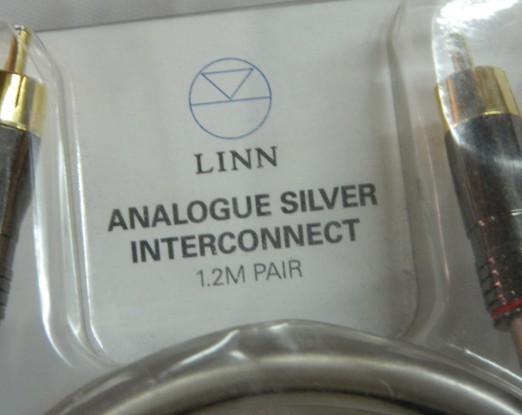 LINN
ANALOGUE SILVER
INTERCONNECT
1.2M PAIR